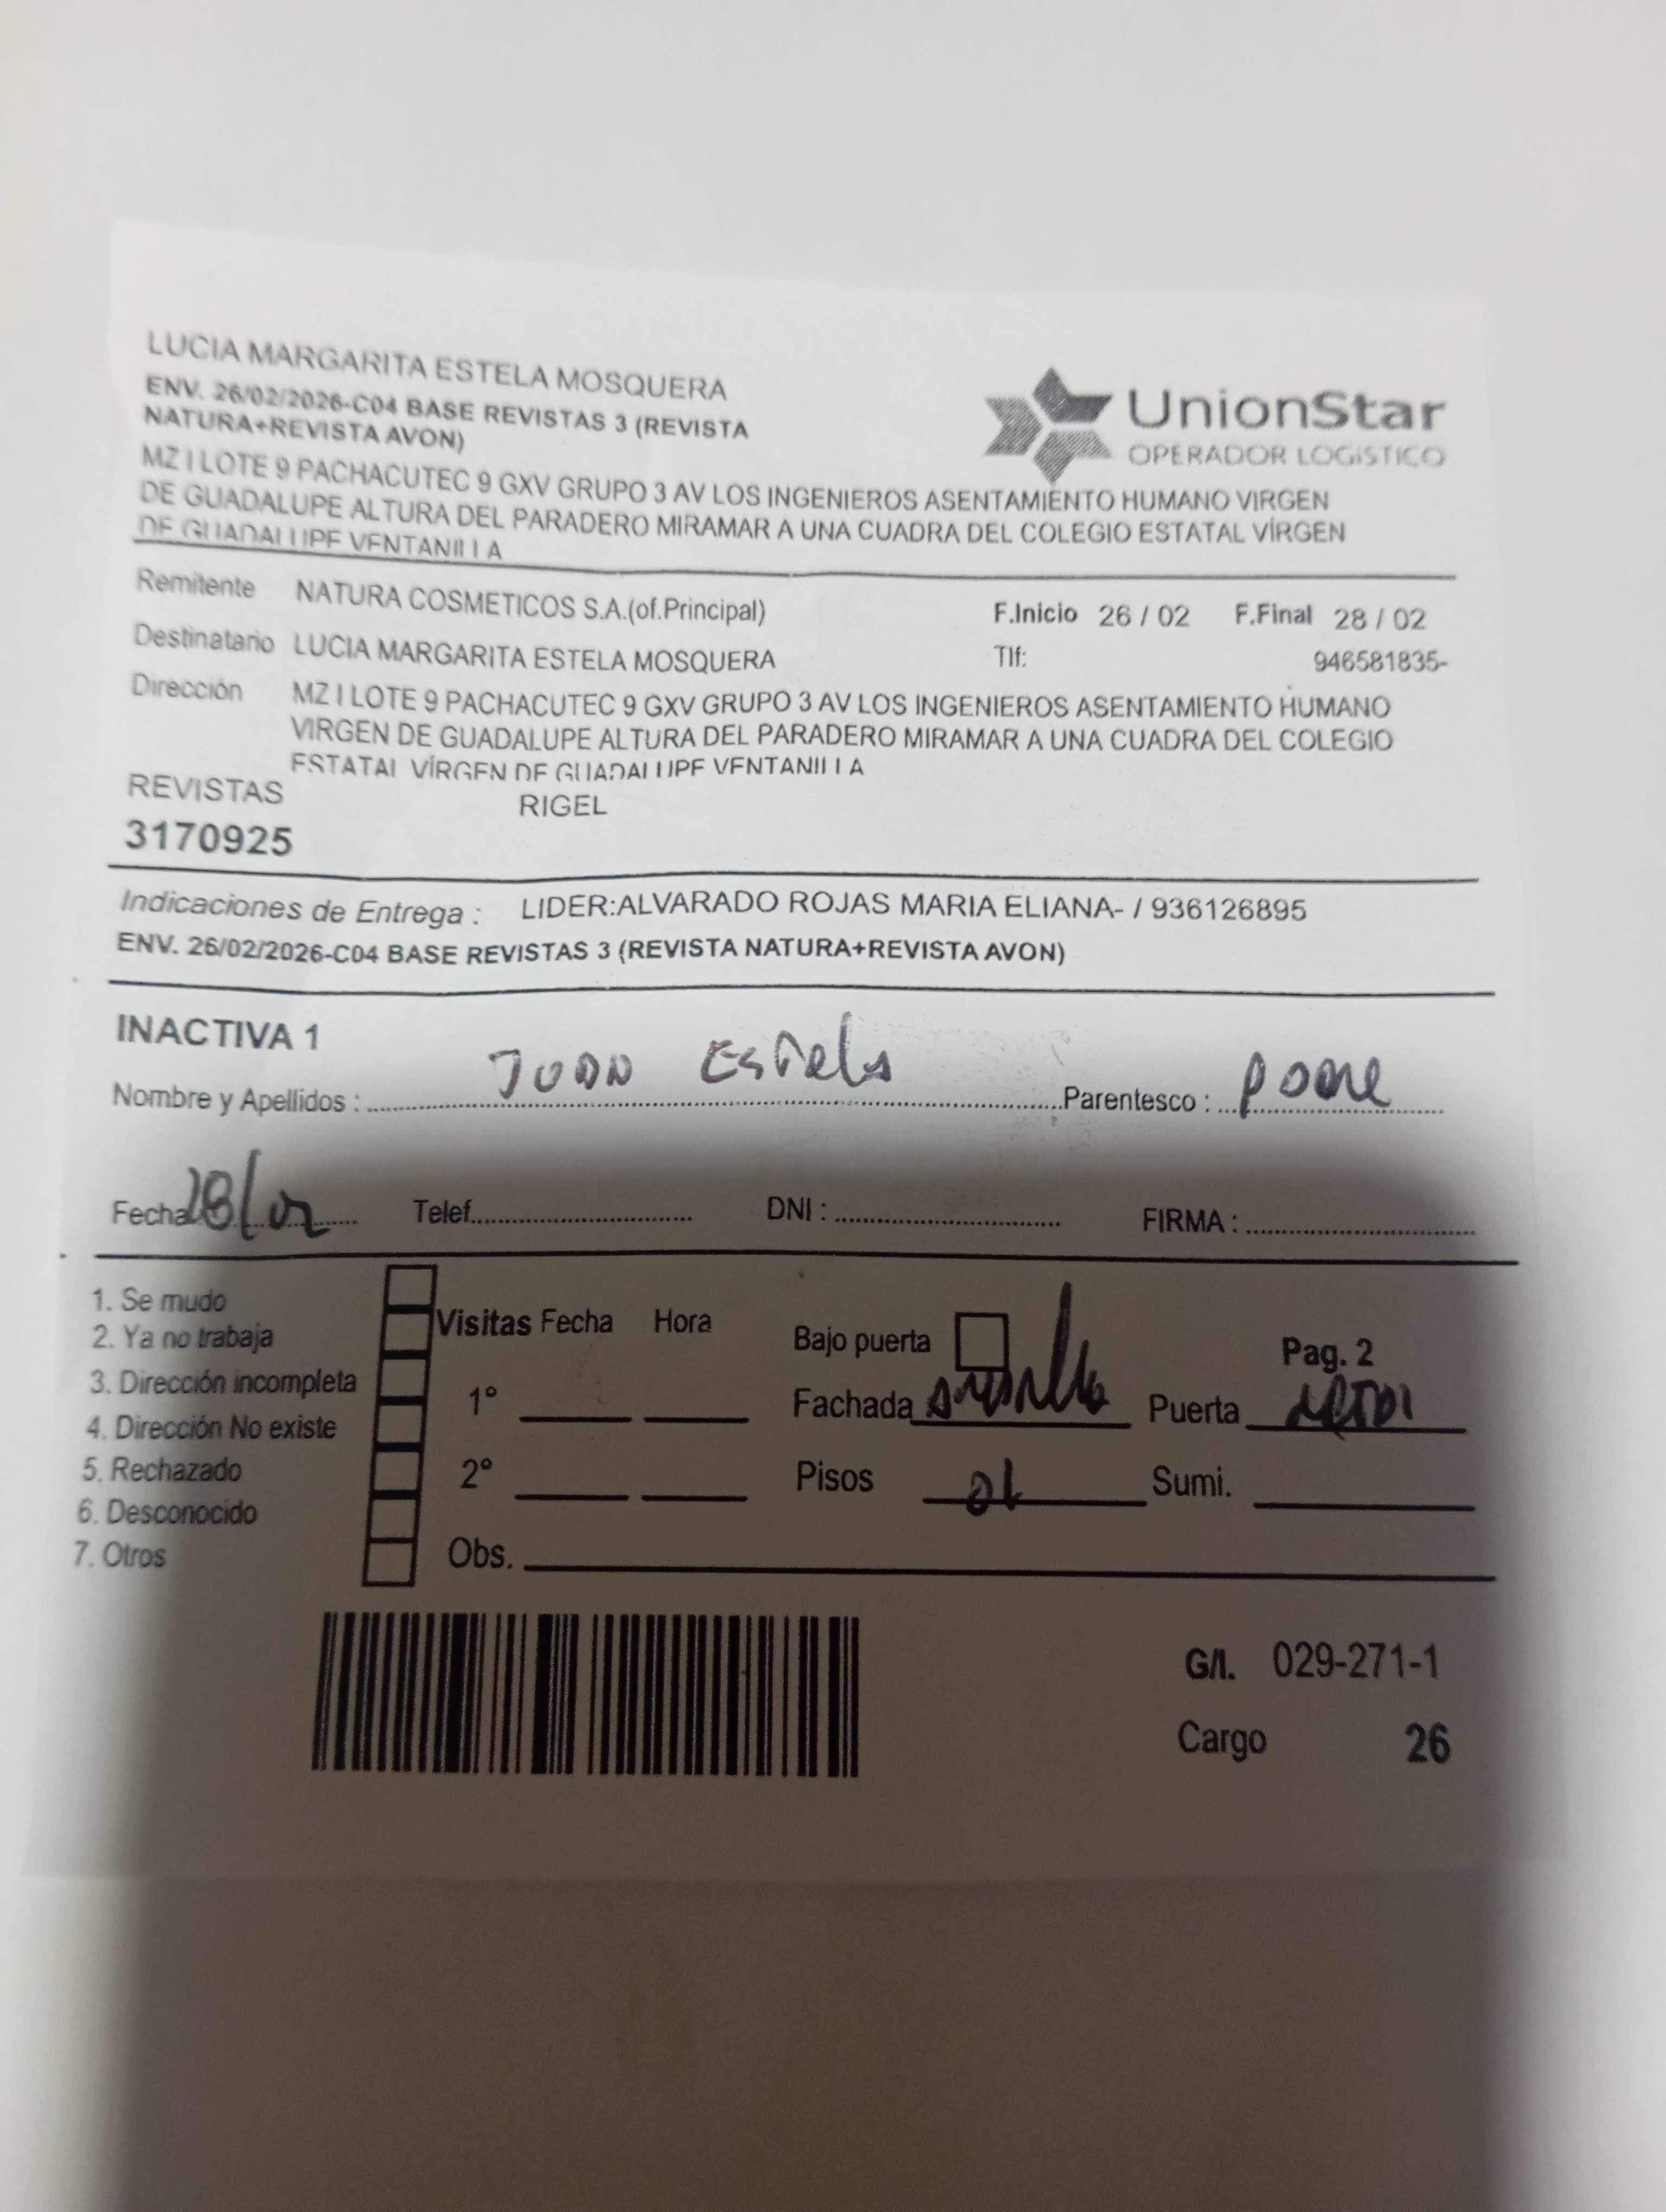 LUCIA MARGARITA ESTELA MOSQUERA
ENV. 26/02/2026-C04 BASE REVISTAS 3 (REVISTA
NATURA+REVISTA AVON)
UnionStar
OPERADOR LOGÍSTICO
MZ I LOTE 9 PACHACUTEC 9 GXV GRUPO 3 AV LOS INGENIEROS ASENTAMIENTO HUMANO VIRGEN
DE GUADALUPE ALTURA DEL PARADERO MIRAMAR A UNA CUADRA DEL COLEGIO ESTATAL VÍRGEN
DE GUADALUPE VENTANILLA
Remitente NATURA COSMETICOS S.A.(of.Principal) F.Inicio 26 / 02 F.Final 28 / 02
Destinatario LUCIA MARGARITA ESTELA MOSQUERA Tlf: 946581835-
Dirección MZ I LOTE 9 PACHACUTEC 9 GXV GRUPO 3 AV LOS INGENIEROS ASENTAMIENTO HUMANO
VIRGEN DE GUADALUPE ALTURA DEL PARADERO MIRAMAR A UNA CUADRA DEL COLEGIO
ESTATAL VÍRGEN DE GUADALUPE VENTANILLA
REVISTAS RIGEL
3170925
Indicaciones de Entrega : LIDER:ALVARADO ROJAS MARIA ELIANA- / 936126895
ENV. 26/02/2026-C04 BASE REVISTAS 3 (REVISTA NATURA+REVISTA AVON)
INACTIVA 1
Nombre y Apellidos : Juan Estela Parentesco :
Fecha 28/02 Telef. DNI : FIRMA :
1. Se mudo
2. Ya no trabaja
3. Dirección incompleta
4. Dirección No existe
5. Rechazado
6. Desconocido
7. Otros
Visitas Fecha Hora
1°
2°
Obs.
Bajo puerta Pag. 2
Fachada Puerta
Pisos 01 Sumi.
G/I. 029-271-1
Cargo 26